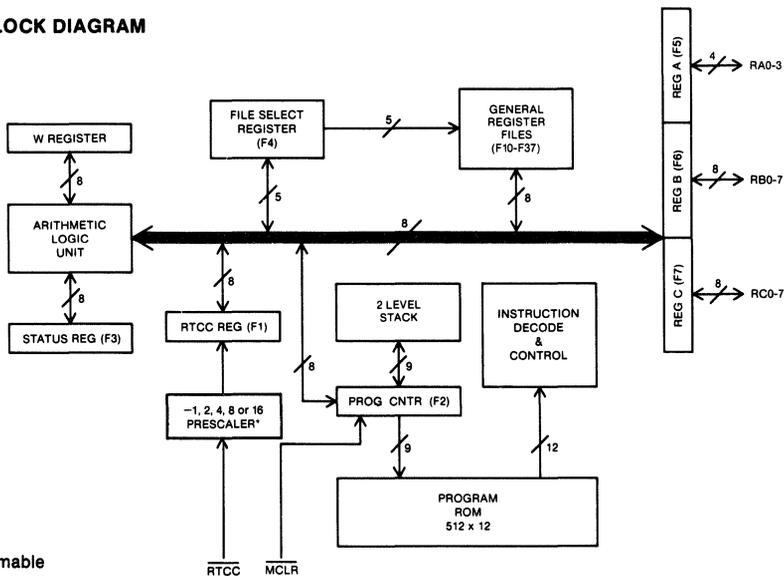 LOCK DIAGRAM
W REGISTER
8
ARITHMETIC
LOGIC
UNIT
8
STATUS REG (F3)
FILE SELECT
REGISTER
(F4)
5
5
GENERAL
REGISTER
FILES
(F10-F37)
8
8
REG A (F5)
4
RA0-3
REG B (F6)
8
RB0-7
REG C (F7)
8
RC0-7
8
RTCC REG (F1)
−1, 2, 4, 8 or 16
PRESCALER*
8
2 LEVEL
STACK
9
PROG CNTR (F2)
9
INSTRUCTION
DECODE
&
CONTROL
12
PROGRAM
ROM
512 x 12
mable
RTCC
MCLR